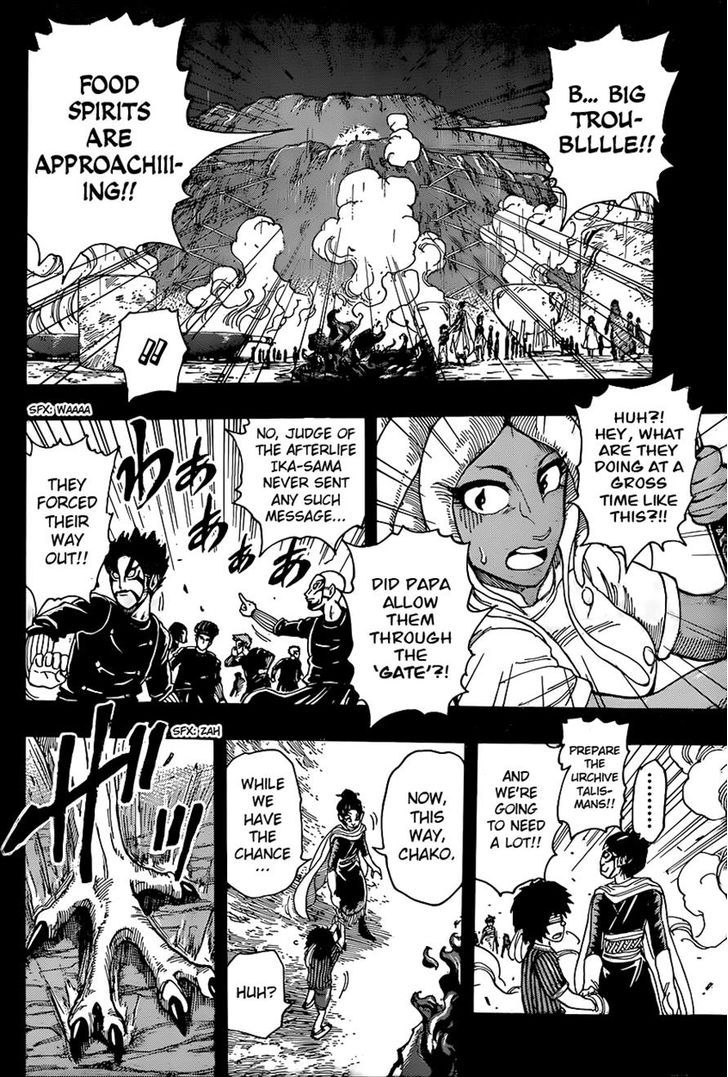 B... BIG
TROU-
BLLLLE!!
FOOD
SPIRITS
ARE
APPROACHIII-
ING!!
!!
SFX: WAAAA
HUH?!
HEY, WHAT
ARE THEY
DOING AT A
GROSS
TIME LIKE
THIS?!!
DID PAPA
ALLOW
THEM
THROUGH
THE
'GATE'?!
NO, JUDGE OF
THE AFTERLIFE
IKA-SAMA
NEVER SENT
ANY SUCH
MESSAGE...
わぁぁぁぁ
THEY
FORCED
THEIR
WAY
OUT!!
SFX: ZAH
......
PREPARE
THE
URCHIVE
TALIS-
MANS!!
AND
WE'RE
GOING
TO NEED
A LOT!!
NOW,
THIS
WAY,
CHAKO.
WHILE
WE
HAVE
THE
CHANCE
...
HUH?
ザッ